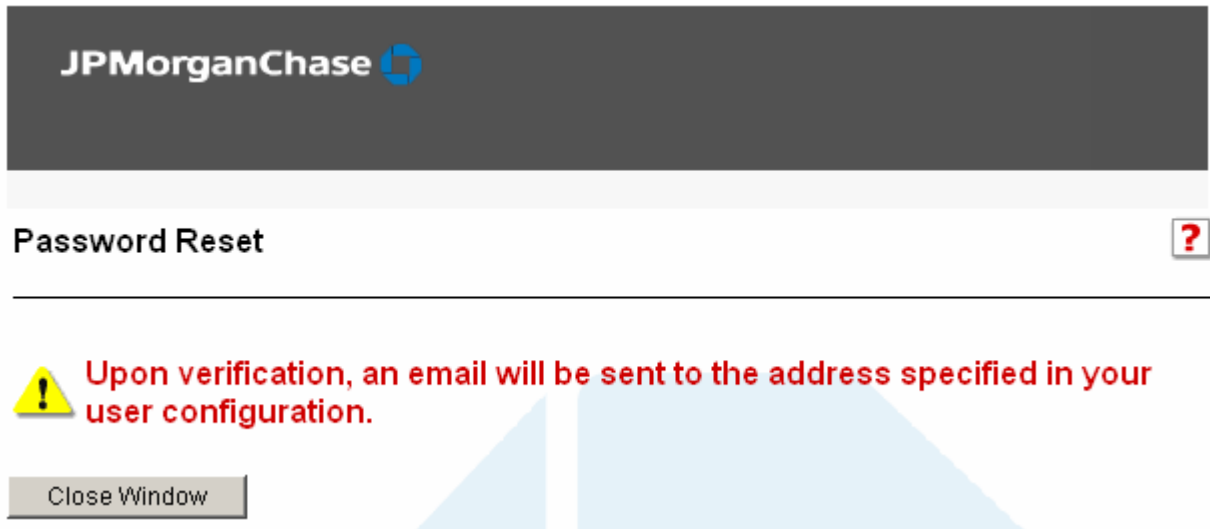 JPMorganChase
Password Reset
?
Upon verification, an email will be sent to the address specified in your
user configuration.
Close Window